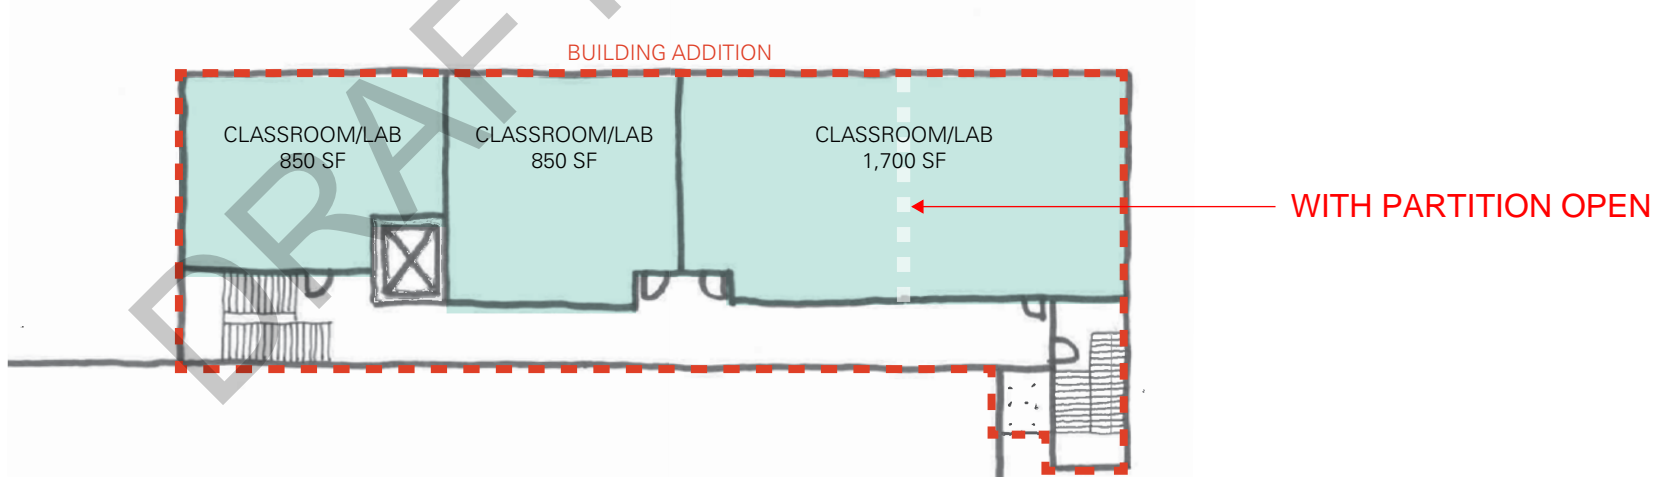 BUILDING ADDITION
CLASSROOM/LAB
850 SF
CLASSROOM/LAB
850 SF
CLASSROOM/LAB
1,700 SF
WITH PARTITION OPEN
DRAFT